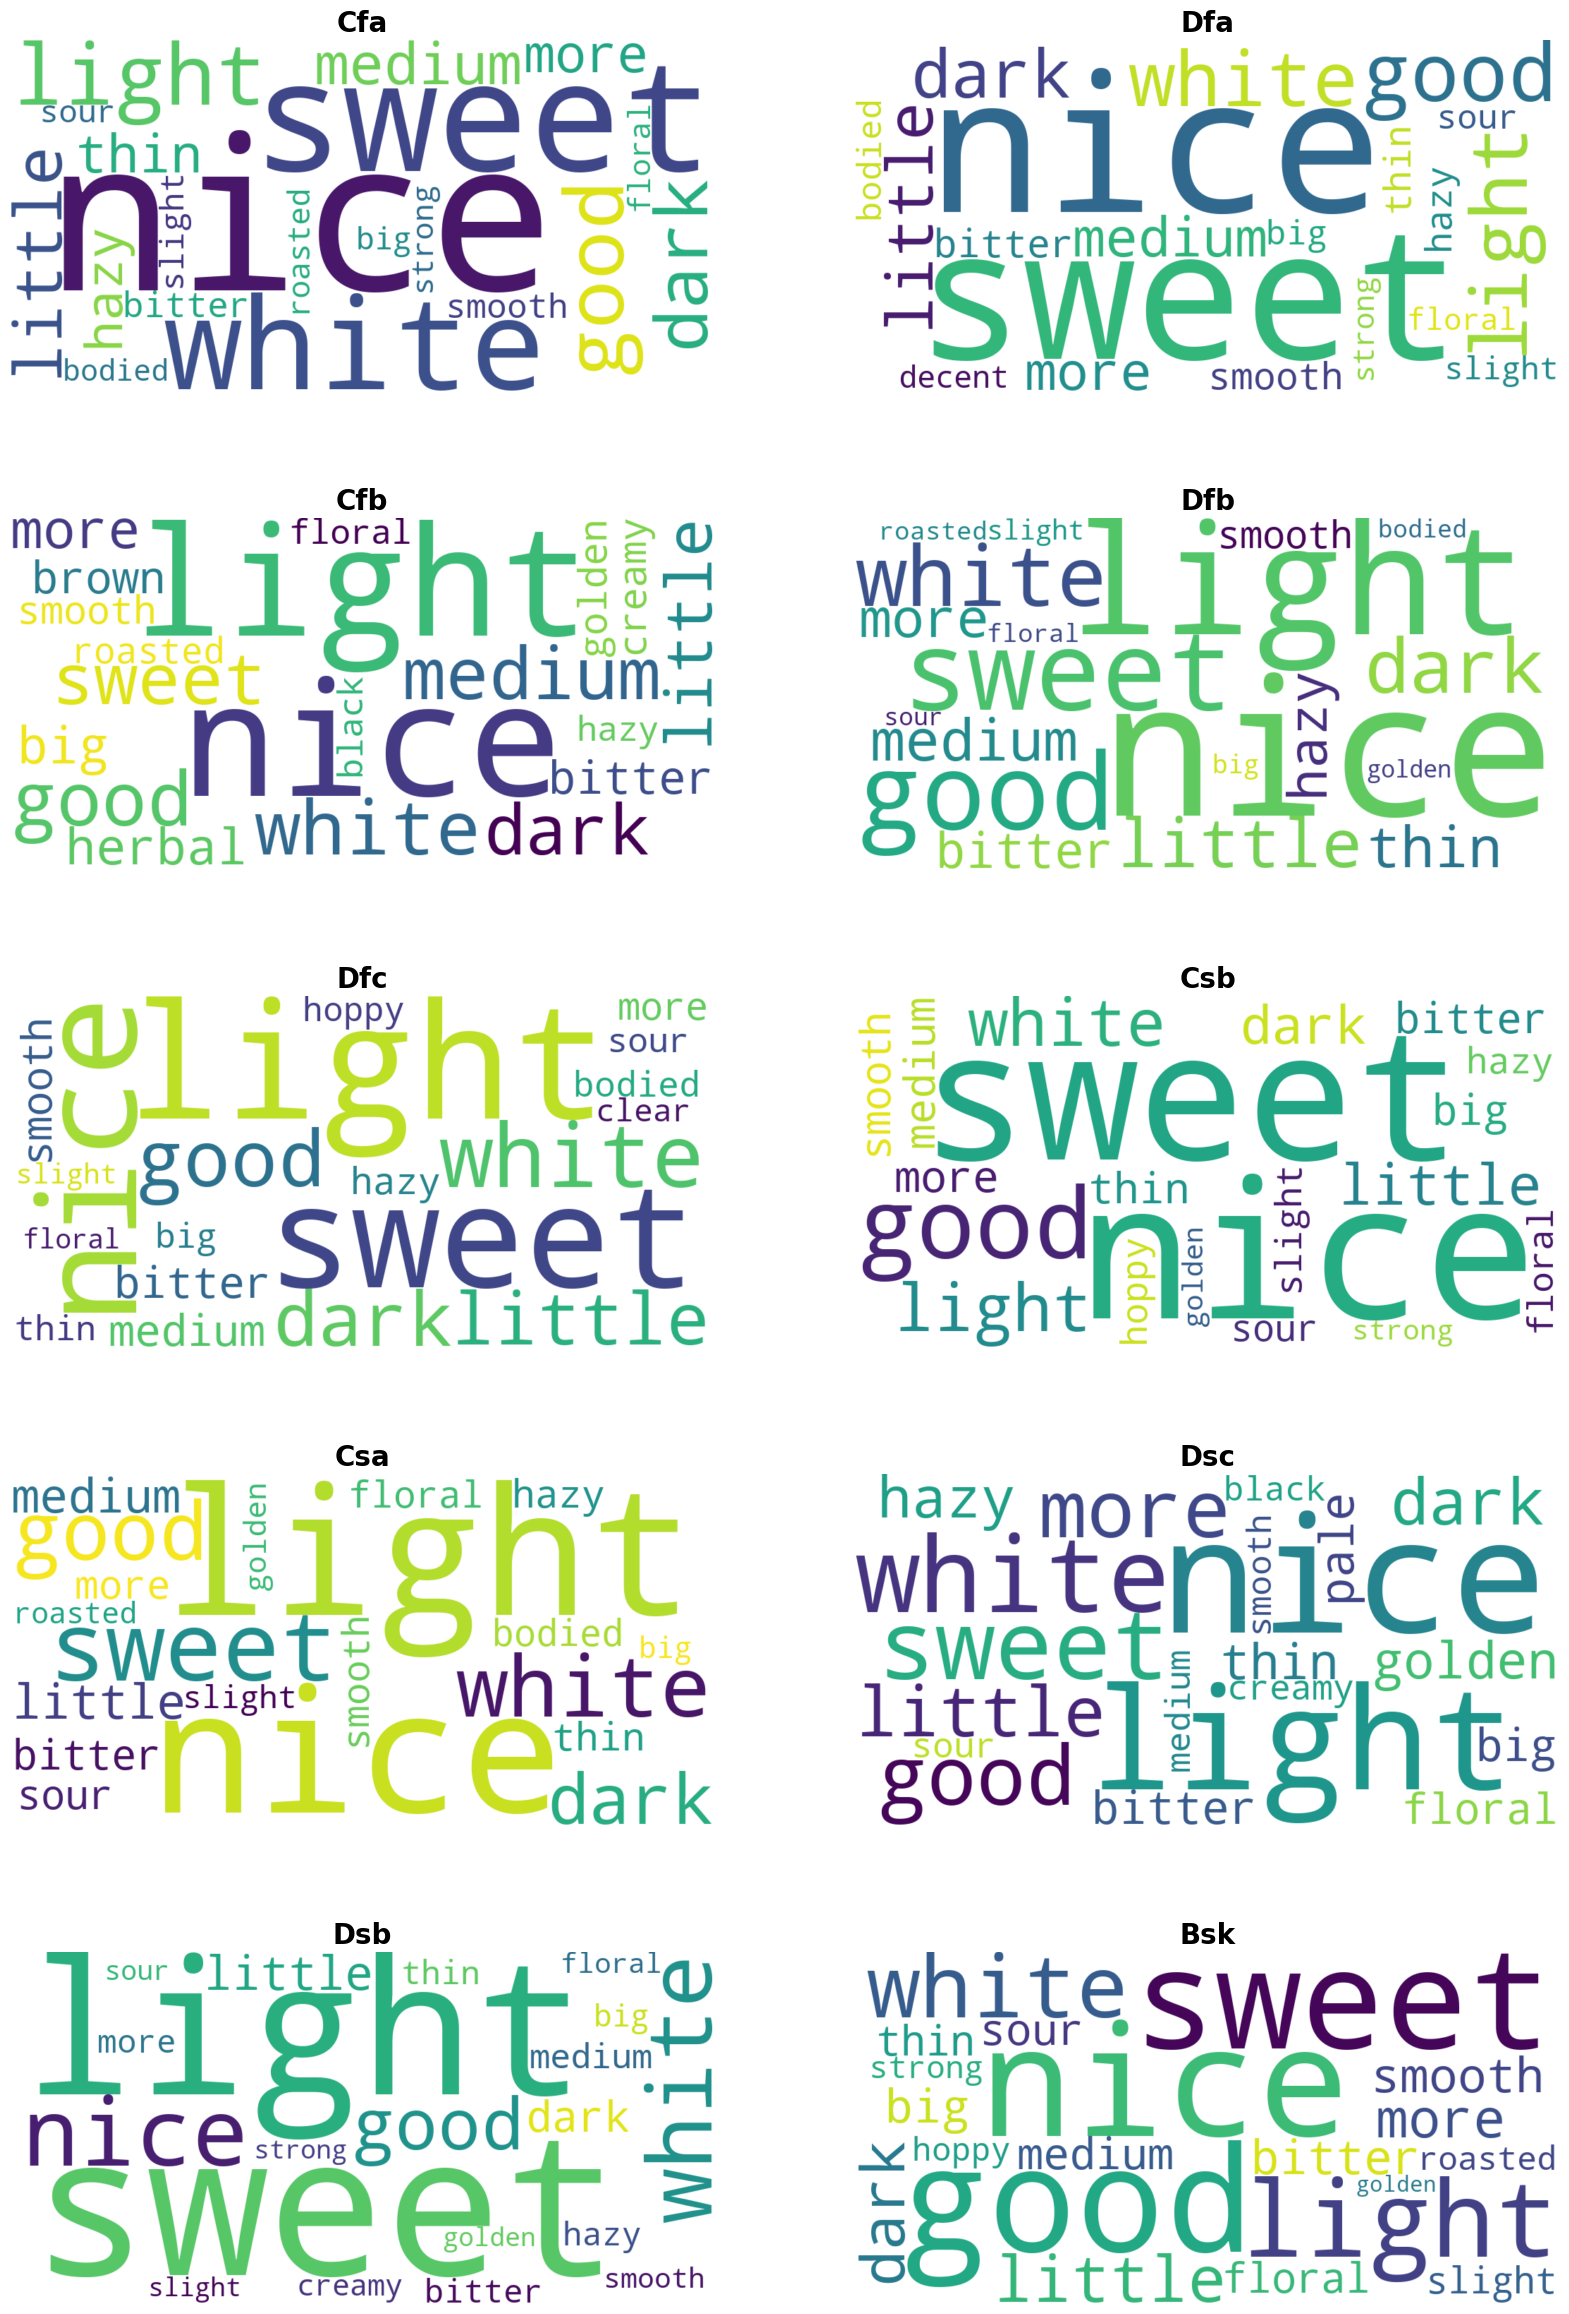 Cfa
light
medium
more
sweet
sour
floral
thin
little
nice
slight
roasted
strong
big
good
dark
hazy
bitter
white
smooth
bodied
Dfa
dark
white
good
nice
sour
bodied
little
thin
hazy
light
bitter
medium
big
sweet
strong
floral
decent
more
smooth
slight
Cfb
more
light
floral
golden
creamy
little
brown
smooth
roasted
sweet
medium
nice
black
hazy
big
bitter
good
white
dark
herbal
Dfb
roasted
slight
light
smooth
bodied
white
more
floral
sweet
dark
sour
medium
nice
hazy
big
golden
good
bitter
little
thin
Dfc
nice
light
hoppy
more
smooth
sour
bodied
clear
good
white
slight
hazy
sweet
floral
big
bitter
thin
medium
dark
little
Csb
smooth
medium
white
dark
bitter
sweet
hazy
big
more
thin
slight
little
good
nice
floral
hoppy
golden
light
sour
strong
Csa
medium
light
golden
floral
hazy
good
more
roasted
sweet
smooth
bodied
big
little
slight
white
nice
thin
bitter
sour
dark
Dsc
hazy
more
black
dark
white
nice
smooth
pale
sweet
thin
golden
medium
creamy
little
light
sour
big
good
bitter
floral
Dsb
light
sour
little
thin
floral
white
big
more
medium
nice
good
dark
strong
sweet
golden
hazy
slight
creamy
bitter
smooth
Bsk
white
sweet
thin
sour
nice
strong
smooth
big
more
dark
hoppy
medium
bitter
roasted
good
light
golden
little
floral
slight